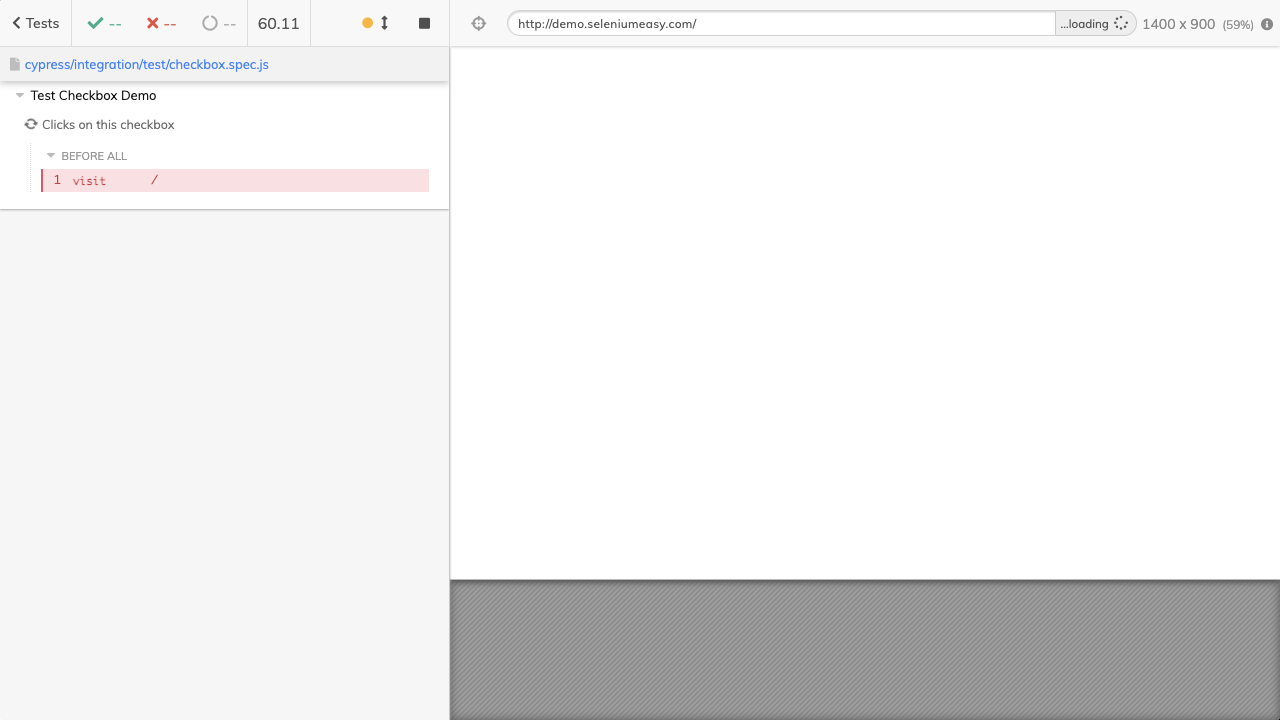 Tests -- -- -- 60.11 http://demo.seleniumeasy.com/ ...loading 1400 x 900 (59%)
cypress/integration/test/checkbox.spec.js
Test Checkbox Demo
Clicks on this checkbox
BEFORE ALL
1 visit /